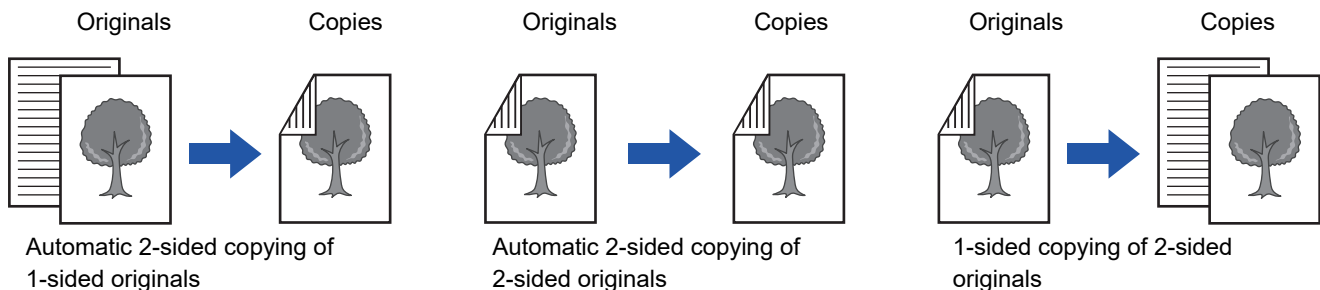 Originals
Copies
Originals
Copies
Originals
Copies
Automatic 2-sided copying of
1-sided originals
Automatic 2-sided copying of
2-sided originals
1-sided copying of 2-sided
originals